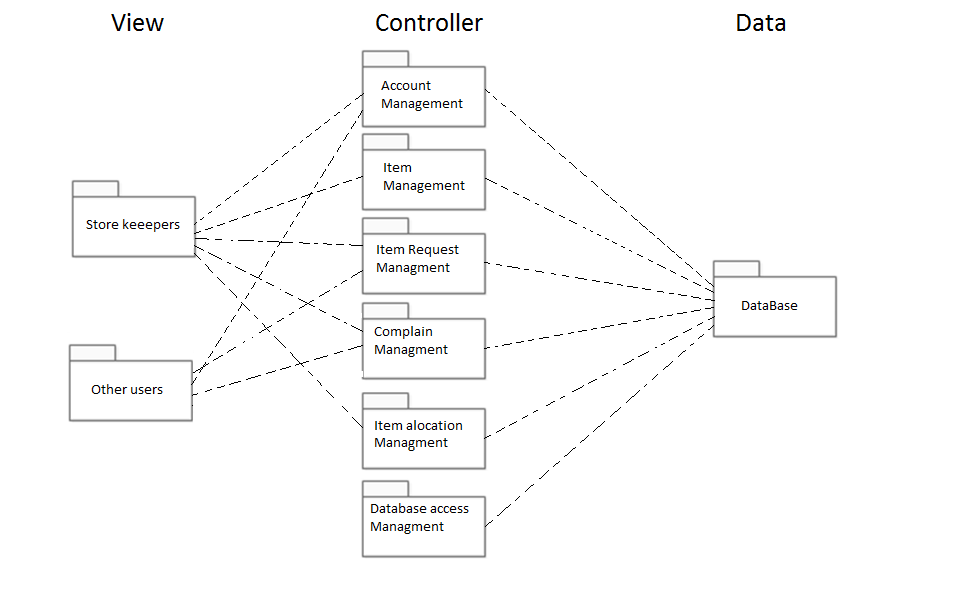 View
Controller
Data
Account
Management
Item
Management
Store keeepers
Item Request
Managment
DataBase
Complain
Managment
Other users
Item alocation
Managment
Database access
Managment